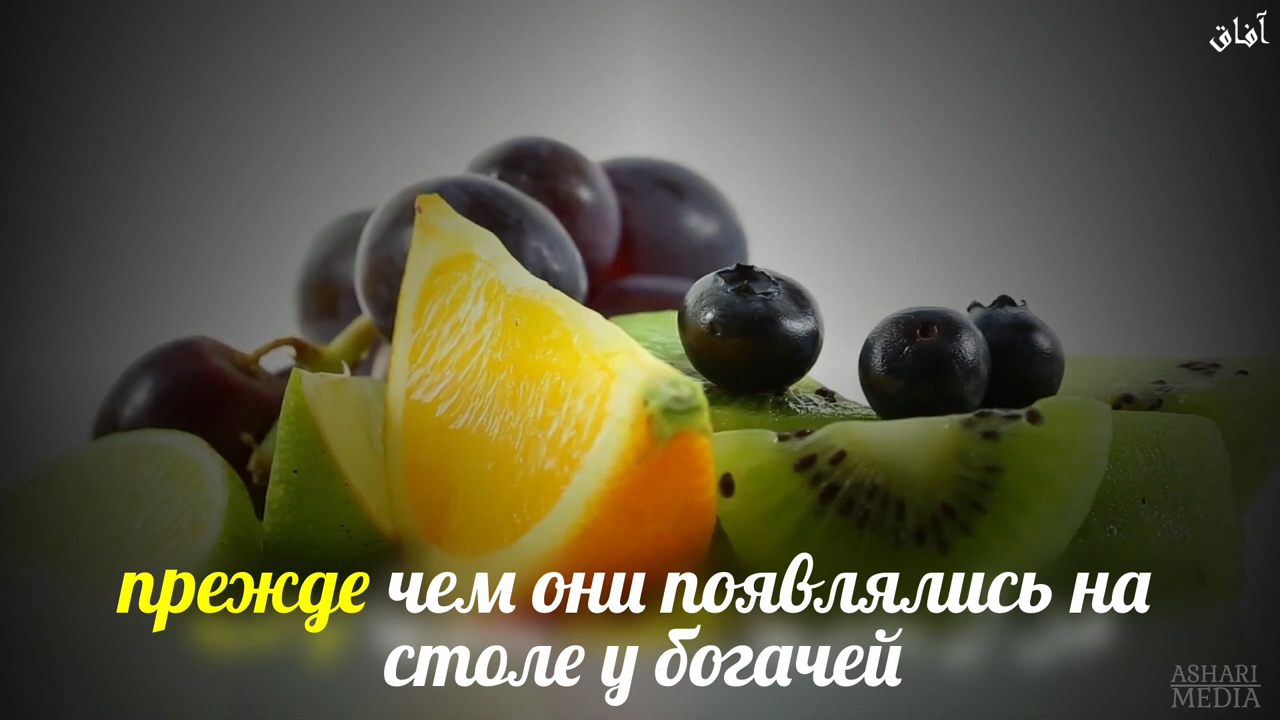 آفاق
прежде чем они появлялись на
столе у богачей
ASHARI
MEDIA